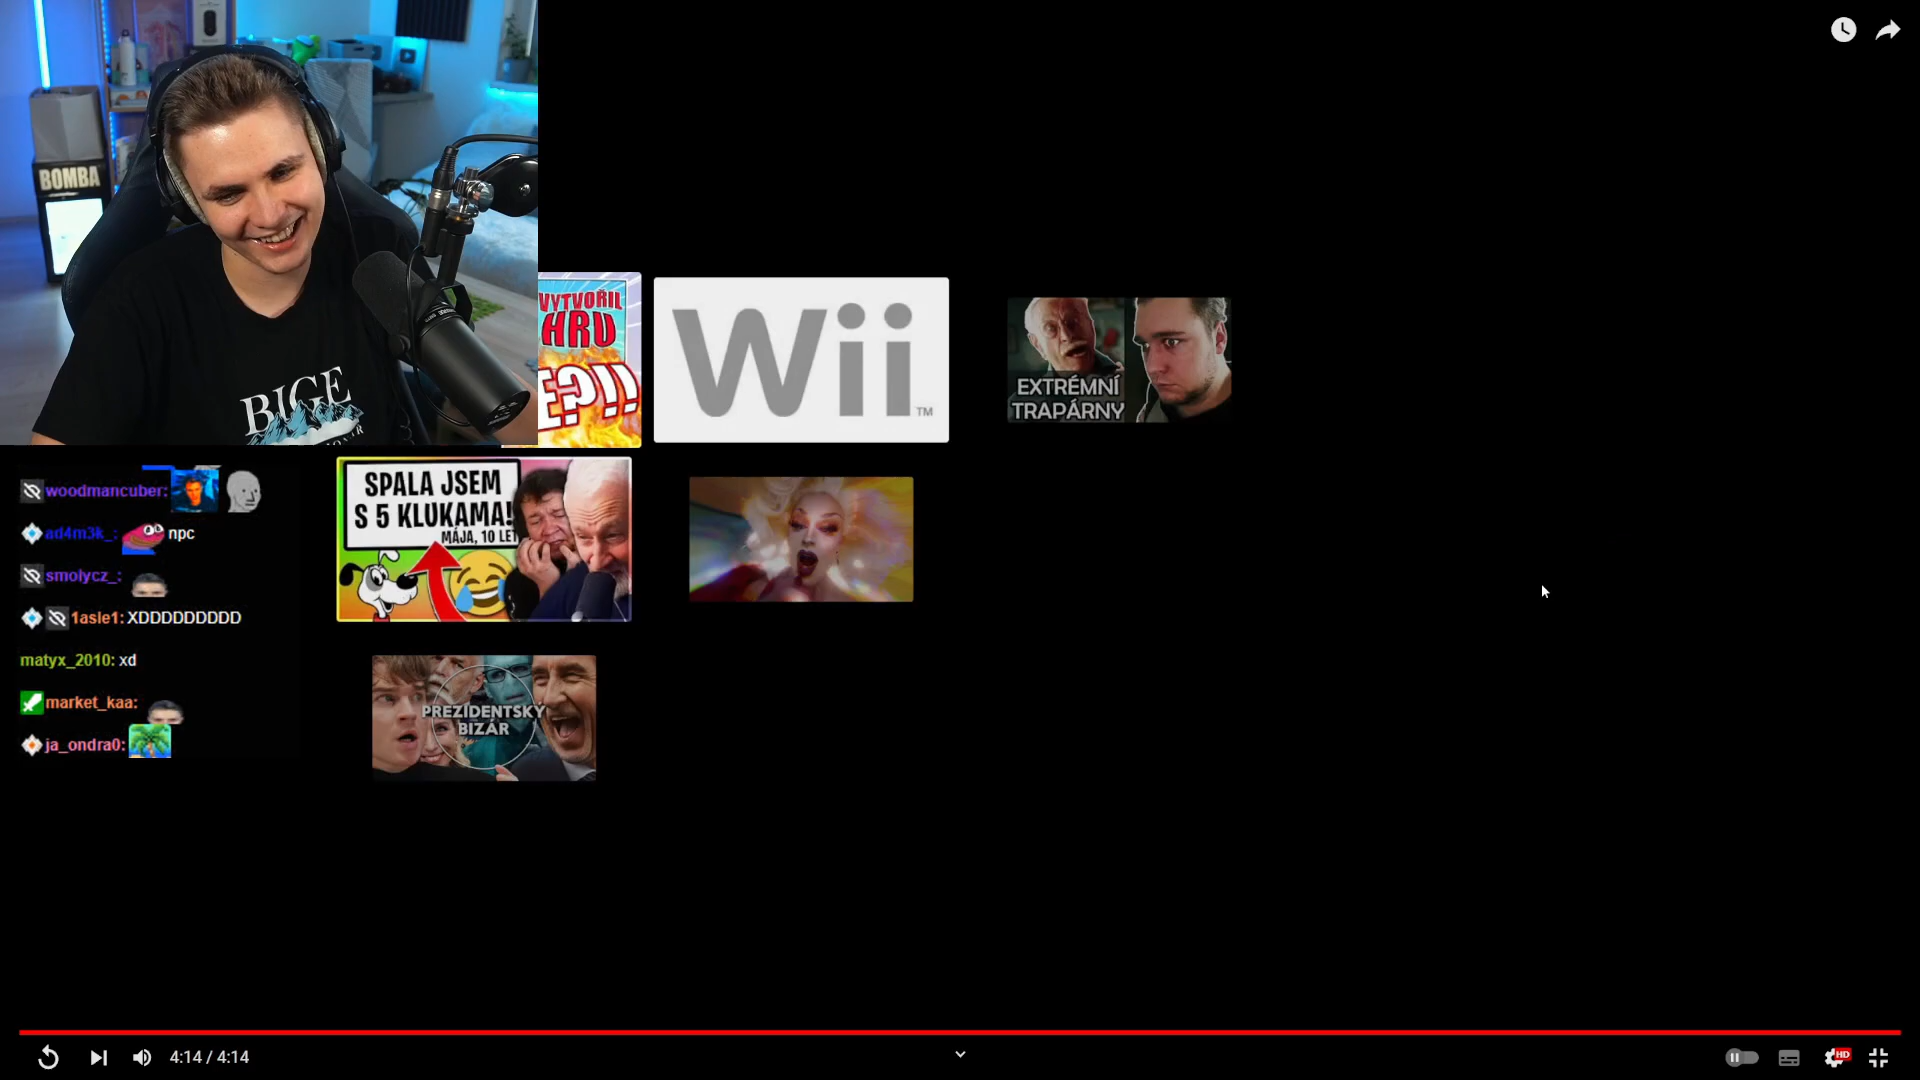 BOMBA
BIGE
VYTVOŘIL
HRU
E?!!
Wii
TM
EXTRÉMNÍ
TRAPÁRNY
woodmancuber:
ad4m3k_: npc
SPALA JSEM
S 5 KLUKAMA!
MÁJA, 10 LET
smolycz_:
1asle1: XDDDDDDDDD
matyx_2010: xd
market_kaa:
ja_ondra0:
PREZIDENTSKÝ
BIZÁR
4:14 / 4:14
HD